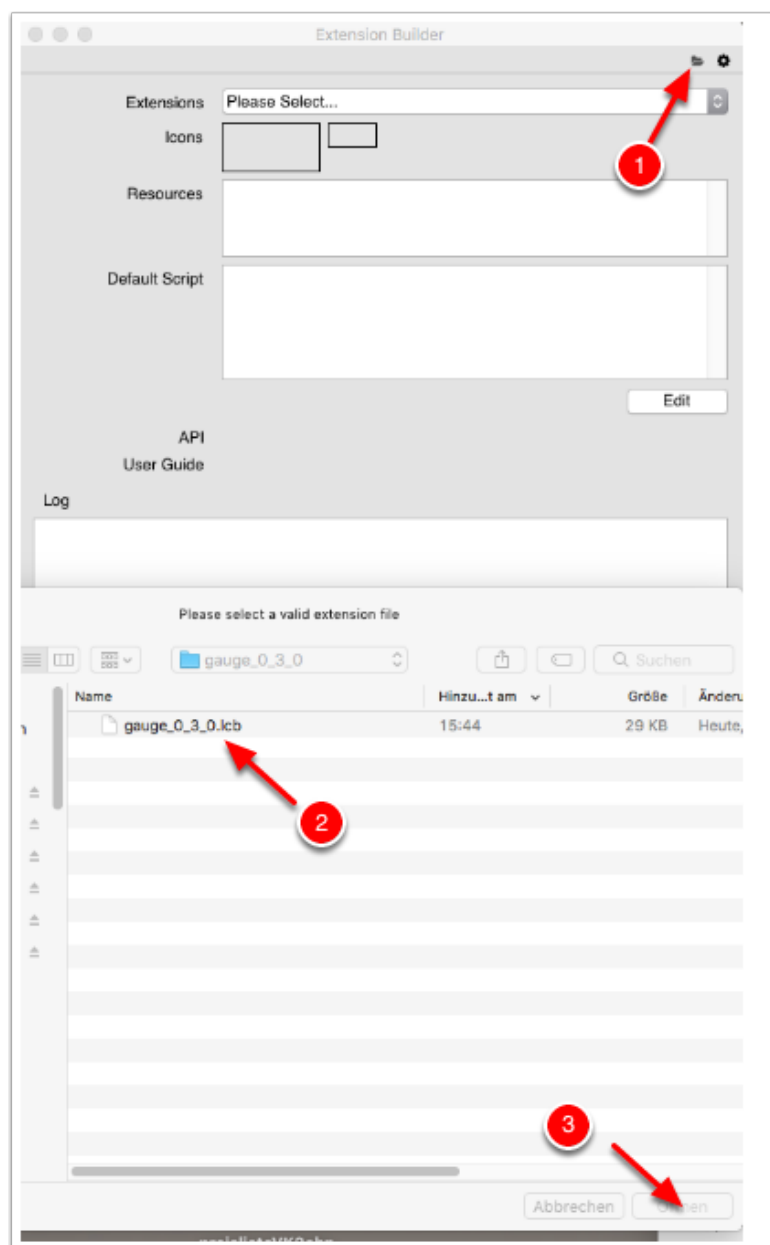 Extension Builder
Extensions Please Select...
Icons
1
Resources
Default Script
Edit
API
User Guide
Log
Please select a valid extension file
gauge_0_3_0
Suchen
Name Hinzu...t am Größe Änderu
gauge_0_3_0.lcb 15:44 29 KB Heute,
2
3
Abbrechen